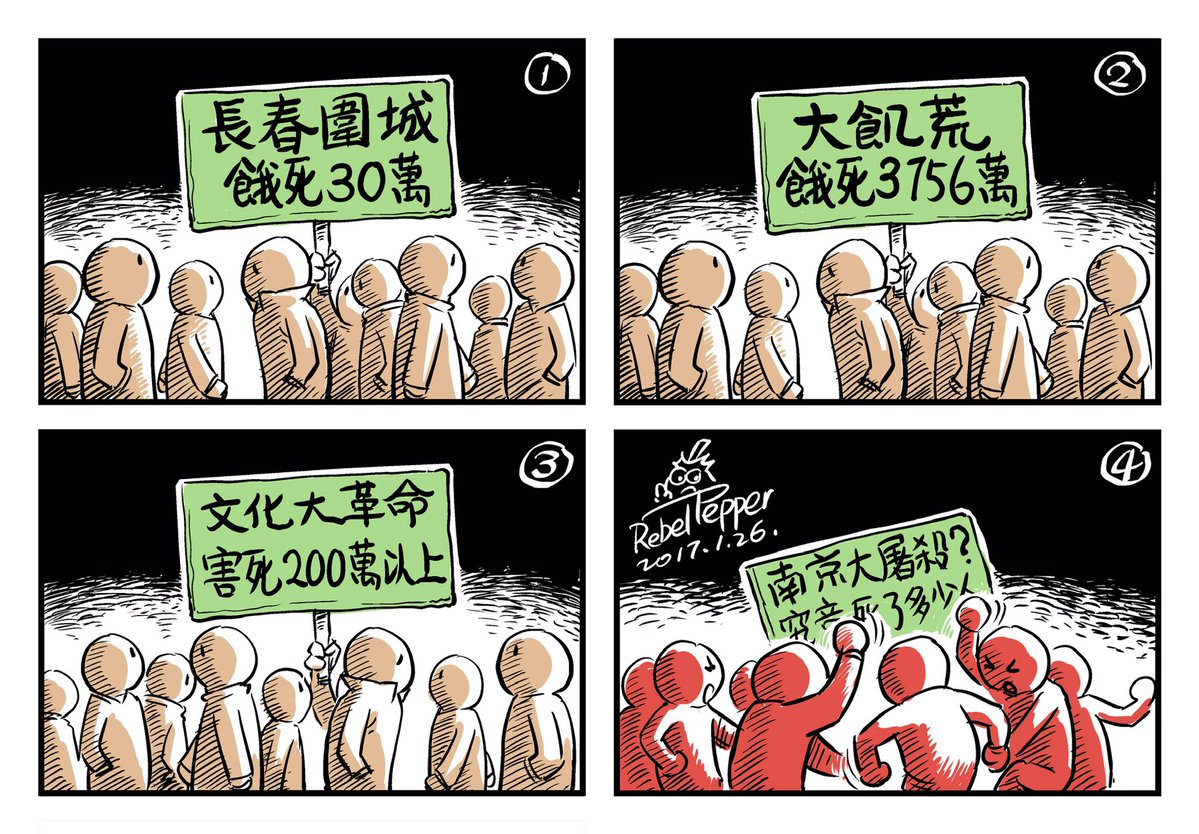 ①
長春圍城
餓死30萬
②
大飢荒
餓死3756萬
③
文化大革命
害死200萬以上
④
Rebel Pepper
2017.1.26.
南京大屠殺?
究竟死了多少人